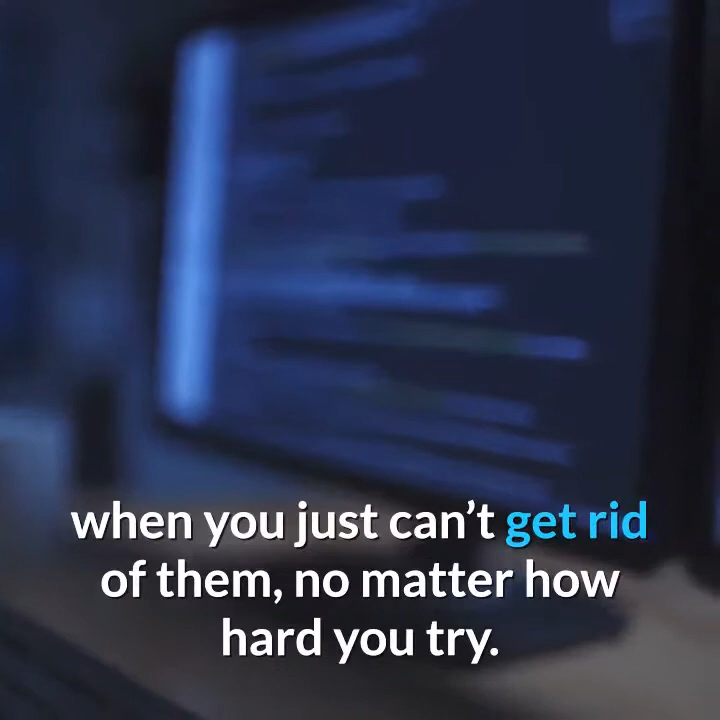 when you just can’t get rid
of them, no matter how
hard you try.